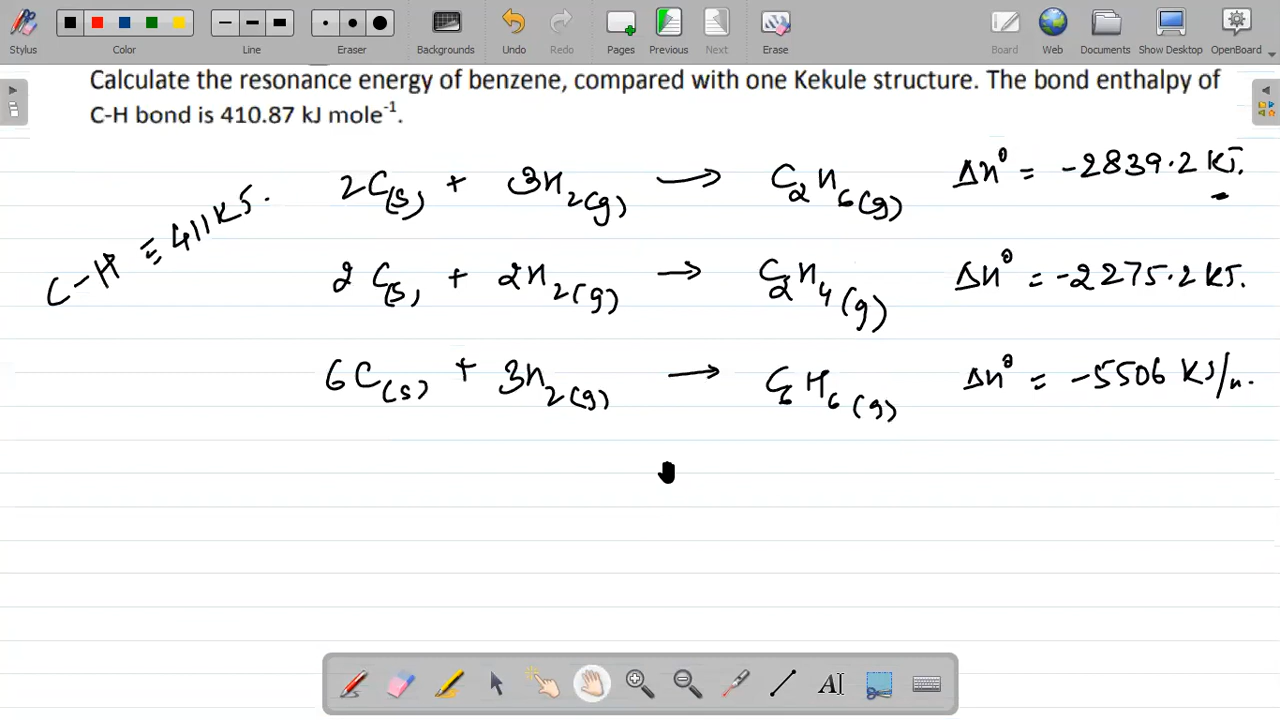 Stylus Color Line Eraser Backgrounds Undo Redo Pages Previous Next Erase Board Web Documents Show Desktop OpenBoard
Calculate the resonance energy of benzene, compared with one Kekule structure. The bond enthalpy of
C-H bond is 410.87 kJ mole⁻¹.
2C(s) + 3H₂(g) → C₂H₆(g) ΔH⁰ = -2839.2 KJ.
C-H ≡ 411 KJ.
2C(s) + 2H₂(g) → C₂H₄(g) ΔH⁰ = -2275.2 KJ.
6C(s) + 3H₂(g) → C₆H₆(g) ΔH⁰ = -5506 KJ/n.